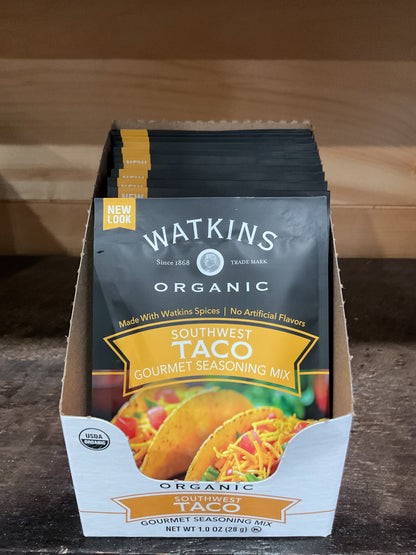 NEW
NEW
LOOK
WATKINS
Since 1868
TRADE MARK
ORGANIC
Made With Watkins Spices | No Artificial Flavors
SOUTHWEST
TACO
GOURMET SEASONING MIX
USDA
ORGANIC
ORGANIC
SOUTHWEST
TACO
GOURMET SEASONING MIX
NET WT 1.0 OZ (28 g)